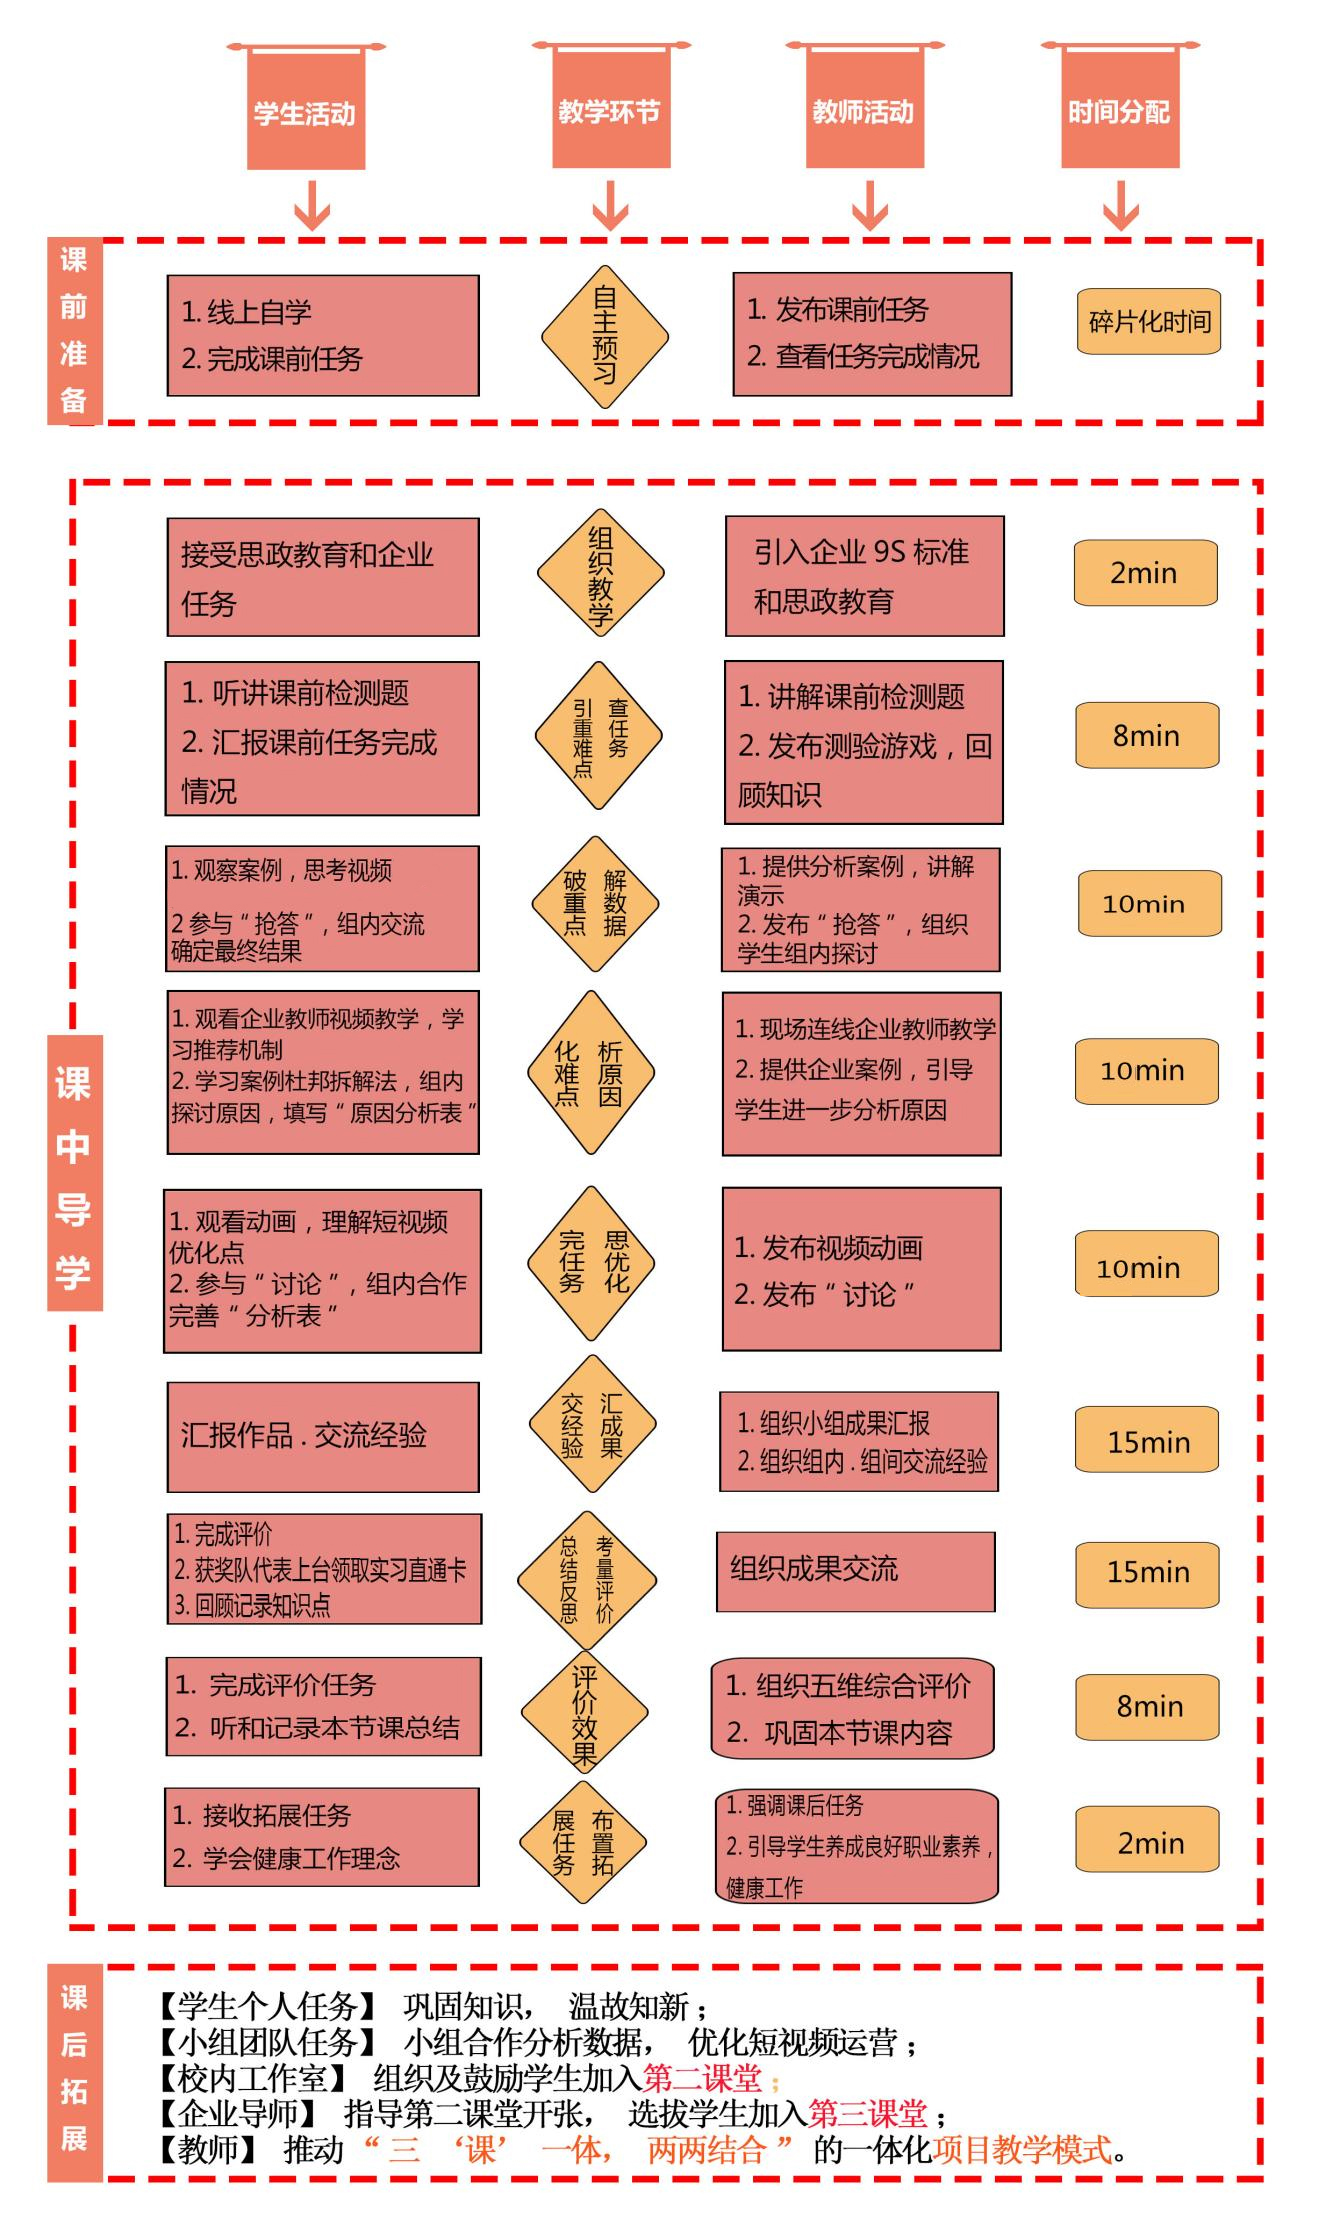 学生活动
教学环节
教师活动
时间分配
课前准备
1. 线上自学
2. 完成课前任务
自主预习
1. 发布课前任务
2. 查看任务完成情况
碎片化时间
课中导学
接受思政教育和企业
任务
组织教学
引入企业 9S 标准
和思政教育
2min
1. 听讲课前检测题
2. 汇报课前任务完成
情况
查任务
引重难点
1. 讲解课前检测题
2. 发布测验游戏，回
顾知识
8min
1. 观察案例，思考视频
2 参与“抢答”，组内交流
确定最终结果
解数据
破重点
1. 提供分析案例，讲解
演示
2. 发布“抢答”，组织
学生组内探讨
10min
1. 观看企业教师视频教学，学
习推荐机制
2. 学习案例杜邦拆解法，组内
探讨原因，填写“原因分析表”
析原因
化难点
1. 现场连线企业教师教学
2. 提供企业案例，引导
学生进一步分析原因
10min
1. 观看动画，理解短视频
优化点
2. 参与“讨论”，组内合作
完善“分析表”
思优化
完任务
1. 发布视频动画
2. 发布“讨论”
10min
汇报作品 . 交流经验
汇成果
交经验
1. 组织小组成果汇报
2. 组织组内 . 组间交流经验
15min
1. 完成评价
2. 获奖队代表上台领取实习直通卡
3. 回顾记录知识点
考量评价
总结反思
组织成果交流
15min
1. 完成评价任务
2. 听和记录本节课总结
评价效果
1. 组织五维综合评价
2. 巩固本节课内容
8min
1. 接收拓展任务
2. 学会健康工作理念
布置拓
展任务
1. 强调课后任务
2. 引导学生养成良好职业素养，
健康工作
2min
课后拓展
【学生个人任务】 巩固知识， 温故知新；
【小组团队任务】 小组合作分析数据， 优化短视频运营；
【校内工作室】 组织及鼓励学生加入第二课堂；
【企业导师】 指导第二课堂开张， 选拔学生加入第三课堂；
【教师】 推动“三 ‘课’ 一体， 两两结合”的一体化项目教学模式。